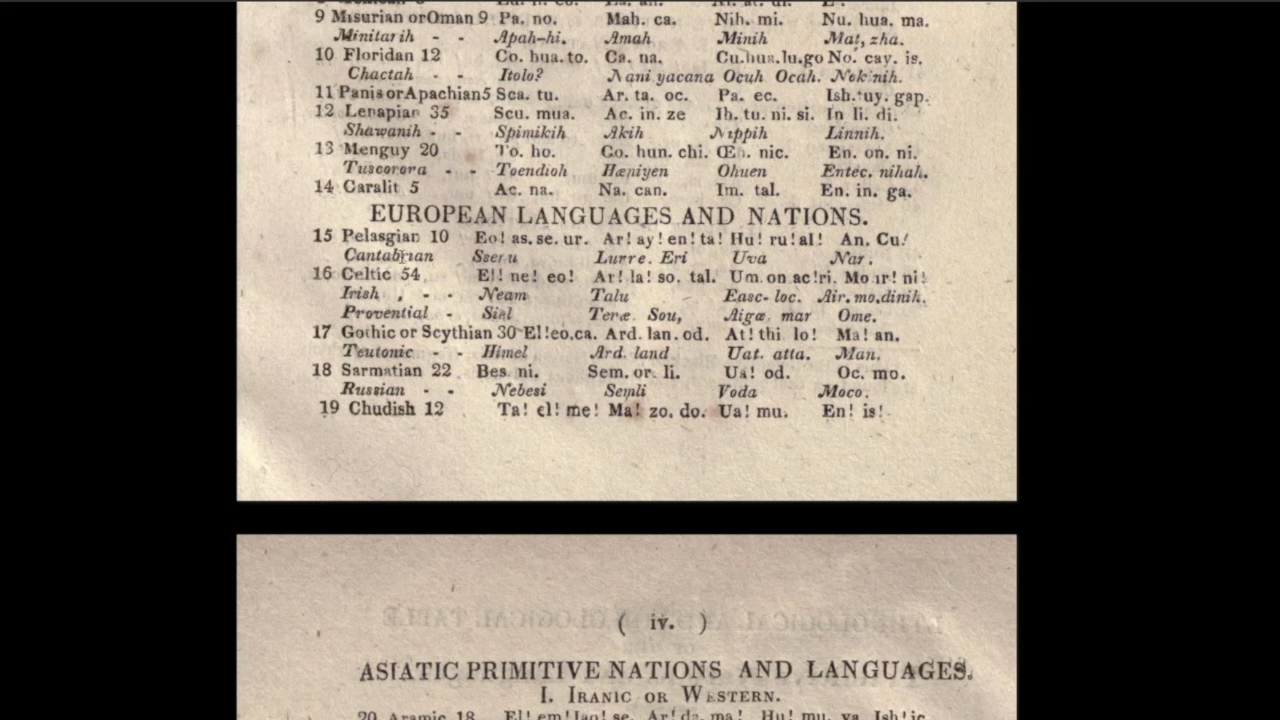 9 Misurian orOman 9 Pa. no. Mah. ca. Nih. mi. Nu. hua. ma.
Minitarih - - Apah-hi. Amah Minih Mat, zha.
10 Floridan 12 Co. hua. to. Ca. na. Cu. hua. lu. go No. cay. is.
Chactah - - Itolo? Nani yacana Ocuh Ocah. Nok nih.
11 Panis or Apachian 5 Sca. tu. Ar. ta. oc. Pa. ec. Ish. tuy. gap.
12 Lenapian 35 Scu. mua. Ac. in. ze Ih. tu. ni. si. In li. di.
Shawanih - - Spimikih Akih Nippih Linnih.
13 Menguy 20 To. ho. Co. hun. chi. Œn. nic. En. on. ni.
Tuscorora - - Toendioh Hæniyen Ohuen Entec. nihah.
14 Caralit 5 Ac. na. Na. can. Im. tal. En. in. ga.
EUROPEAN LANGUAGES AND NATIONS.
15 Pelasgian 10 Eo! as. se. ur. Ar! ay! en! ta! Hu! ru! al! An. Cu!
Cantabrian Sseru Lurre. Eri Uva Nar.
16 Celtic 54 El! ne! eo! Ar! la! so. tal. Um. on ac! ri. Mo ir! ni!
Irish - - Neam Talu Easc-loc. Air. mo. dinih.
Provential - Siel Teræ Sou, Aigæ mar Ome.
17 Gothic or Scythian 30 El! eo. ca. Ard. lan. od. At! thi lo! Ma! an.
Teutonic - - Himel Ard. land Uat. atta. Man.
18 Sarmatian 22 Bes. ni. Sem. or. li. Ua! od. Oc. mo.
Russian - - Nebesi Semli Voda Moco.
19 Chudish 12 Ta! el! me! Ma! zo. do. Ua! mu. En! is!
( iv. )
ASIATIC PRIMITIVE NATIONS AND LANGUAGES.
I. IRANIC OR WESTERN.
20 Aramic 18